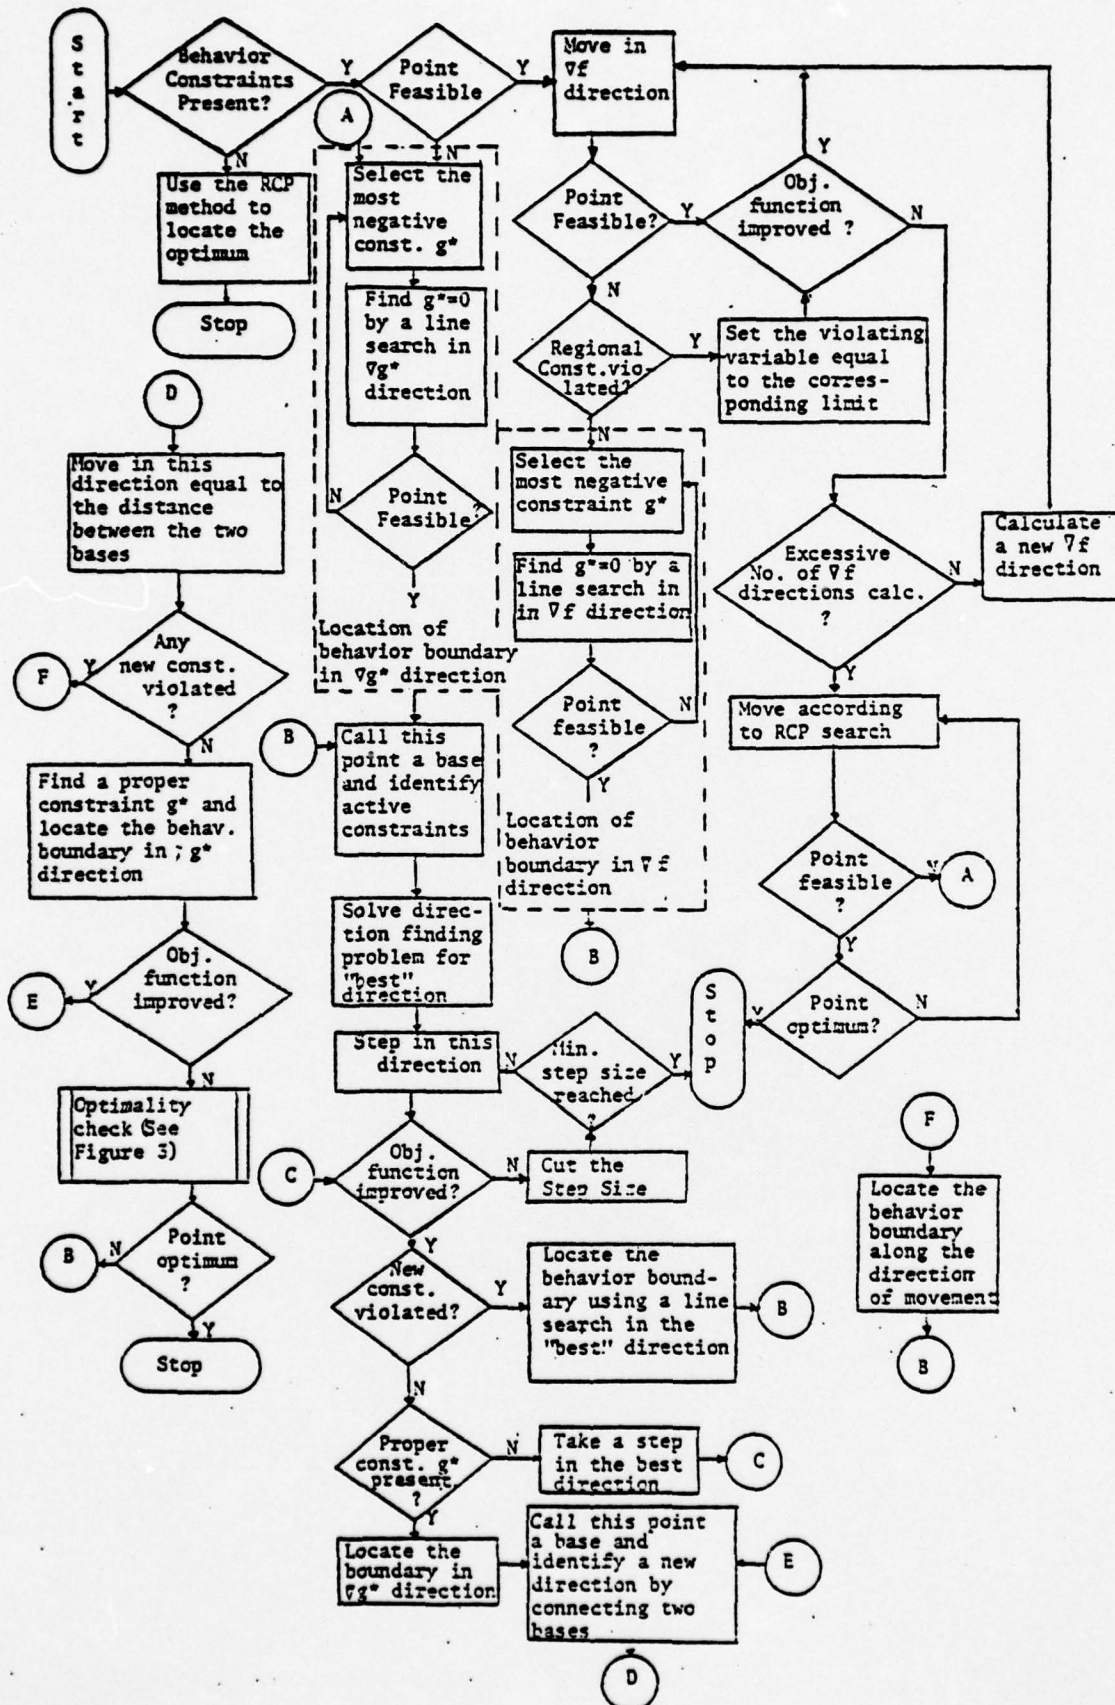 Start
Behavior
Constraints
Present?
Y
N
Point
Feasible
Y
N
Move in
∇f
direction
A
Use the RCP
method to
locate the
optimum
Stop
Select the
most
negative
const. g*
Find g*=0
by a line
search in
∇g*
direction
Point
Feasible?
N
Y
Location of
behavior boundary
in ∇g* direction
Point
Feasible?
Y
N
Obj.
function
improved ?
Y
N
Regional
Const.vio-
lated?
Y
N
Set the violating
variable equal
to the corres-
ponding limit
Select the
most negative
constraint g*
Find g*=0 by a
line search in
in ∇f direction
Point
feasible
?
N
Y
Location of
behavior
boundary in ∇f
direction
B
Excessive
No. of ∇f
directions calc.
?
N
Y
Calculate
a new ∇f
direction
Move according
to RCP search
Point
feasible
?
N
A
Y
Point
optimum?
N
Y
Stop
D
Move in this
direction equal to
the distance
between the two
bases
Any
new const.
violated
?
Y
F
N
Find a proper
constraint g* and
locate the behav.
boundary in ; g*
direction
Obj.
function
improved?
Y
E
N
Optimality
check (See
Figure 3)
Point
optimum
?
N
B
Y
Stop
B
Call this
point a base
and identify
active
constraints
Solve direc-
tion finding
problem for
"best"
direction
Step in this
direction
Min.
step size
reached
?
N
Y
C
Obj.
function
improved?
N
Y
Cut the
Step Size
New
const.
violated?
Y
N
Locate the
behavior bound-
ary using a line
search in the
"best" direction
B
Proper
const. g*
present
?
N
Y
Take a step
in the best
direction
C
Locate the
boundary in
∇g* direction
Call this point
a base and
identify a new
direction by
connecting two
bases
E
D
F
Locate the
behavior
boundary
along the
direction
of movement
B